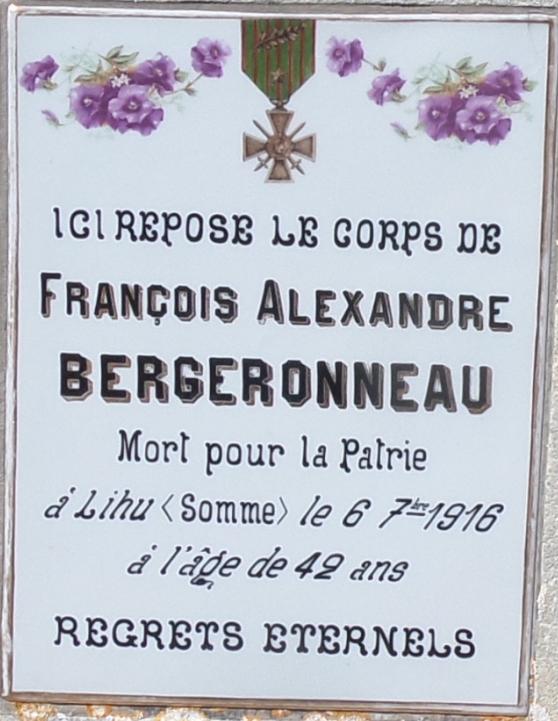 ICI REPOSE LE CORPS DE
FRANÇOIS ALEXANDRE
BERGERONNEAU
Mort pour la Patrie
à Lihu <Somme> le 6 7bre 1916
à l'âge de 42 ans
REGRETS ETERNELS